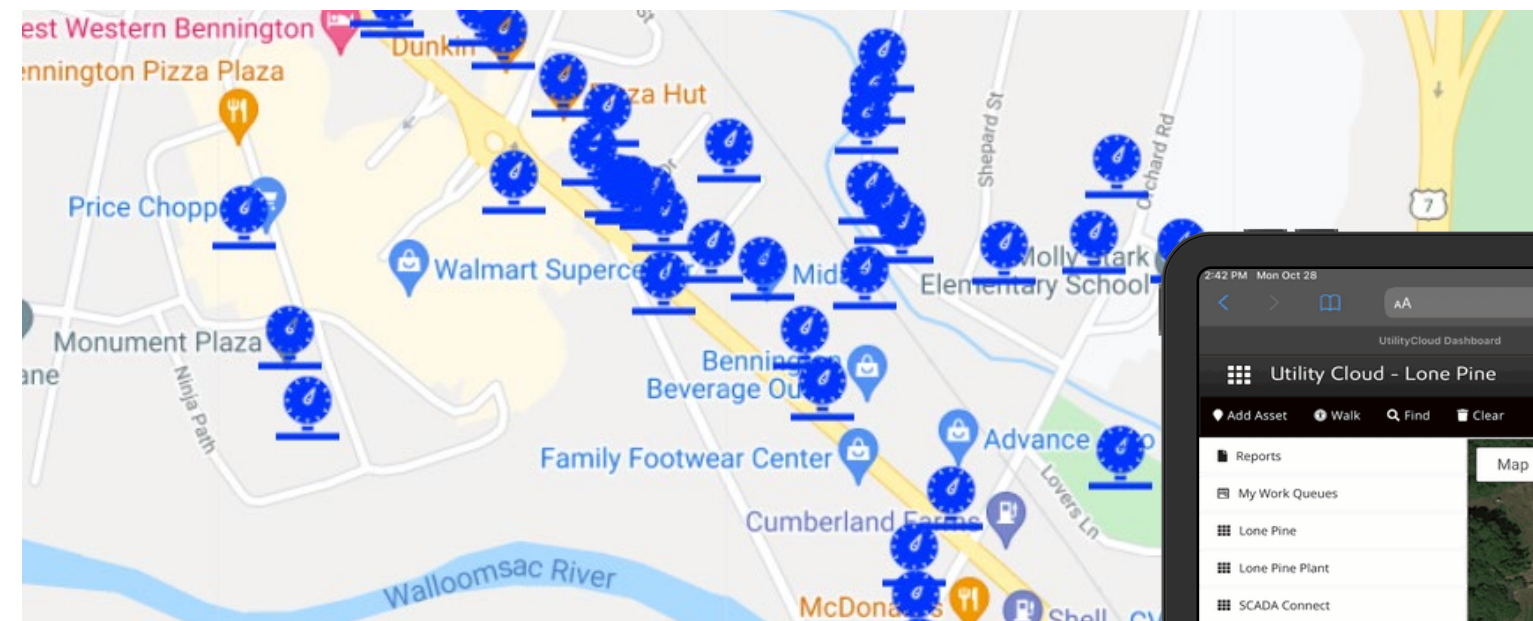 est Western Bennington
Dunkin
ennington Pizza Plaza
za Hut
Shepard St
chard Rd
7
Price Chopp
Walmart Superce
Mid
Molly Stark
Elementary School
Monument Plaza
ane
Ninja Path
Bennington
Beverage Ou
Family Footwear Center
Advance
Lovers Ln
Cumberland Farms
Walloomsac River
McDona
s
Shell
CV
2:42 PM Mon Oct 28
AA
UtilityCloud Dashboard
Utility Cloud - Lone Pine
Add Asset
Walk
Find
Clear
Reports
Map
My Work Queues
Lone Pine
Lone Pine Plant
SCADA Connect